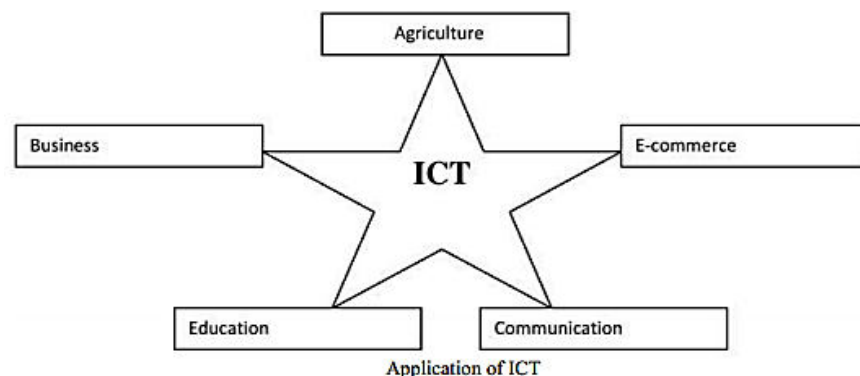 Agriculture
Business
E-commerce
ICT
Education
Communication
Application of ICT